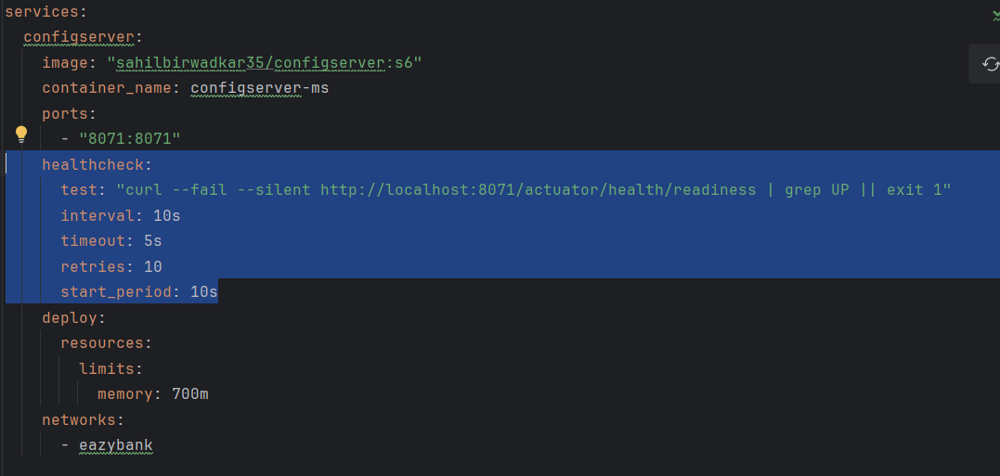 services:
  configserver:
    image: "sahilbirwadkar35/configserver:s6"
    container_name: configserver-ms
    ports:
      - "8071:8071"
    healthcheck:
      test: "curl --fail --silent http://localhost:8071/actuator/health/readiness | grep UP || exit 1"
      interval: 10s
      timeout: 5s
      retries: 10
      start_period: 10s
    deploy:
      resources:
        limits:
          memory: 700m
    networks:
      - eazybank